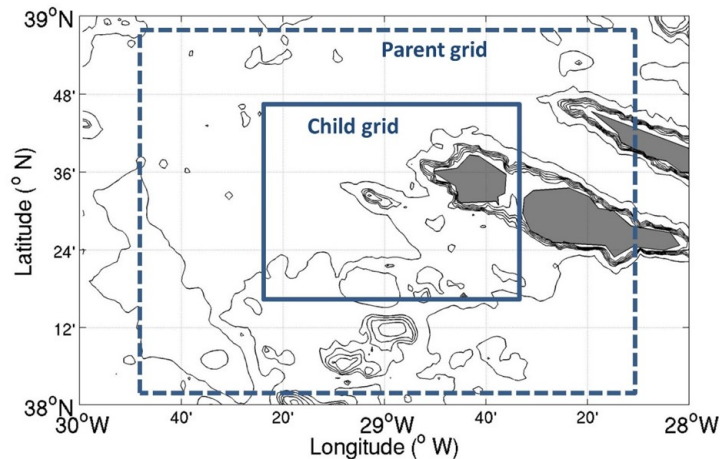 39°N
Parent grid
48'
Child grid
36'
Latitude (° N)
24'
12'
38°N
30°W 40' 20' 29°W 40' 20' 28°W
Longitude (° W)